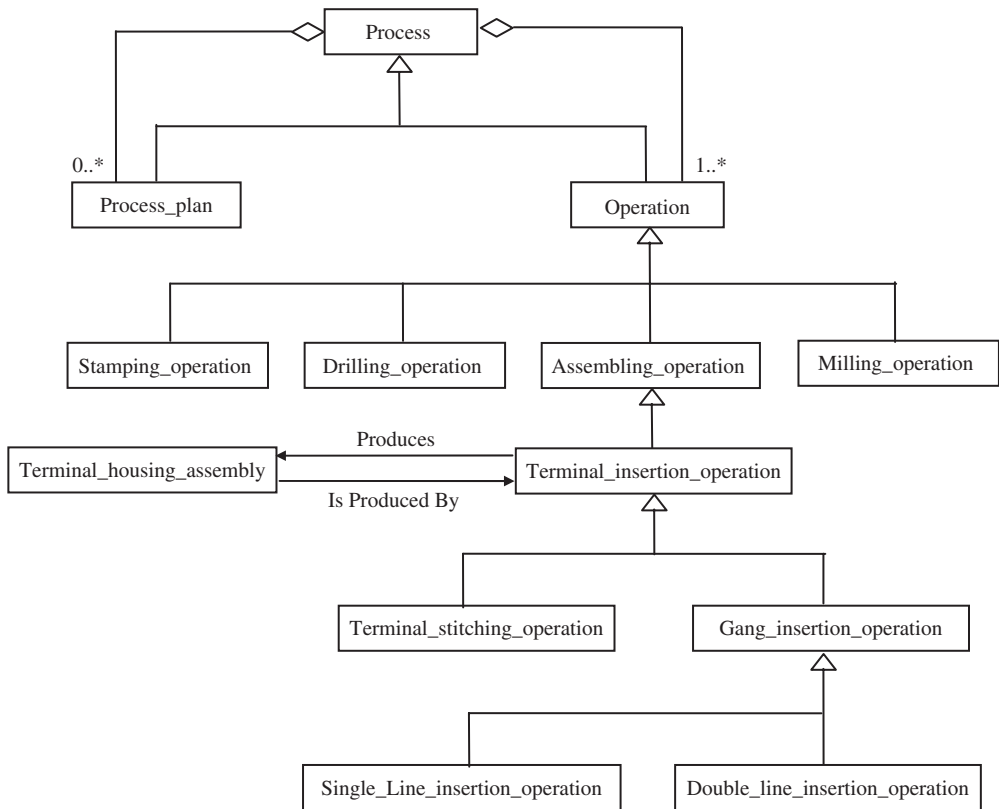 Process
0..*
1..*
Process_plan
Operation
Stamping_operation
Drilling_operation
Assembling_operation
Milling_operation
Produces
Terminal_housing_assembly
Terminal_insertion_operation
Is Produced By
Terminal_stitching_operation
Gang_insertion_operation
Single_Line_insertion_operation
Double_line_insertion_operation